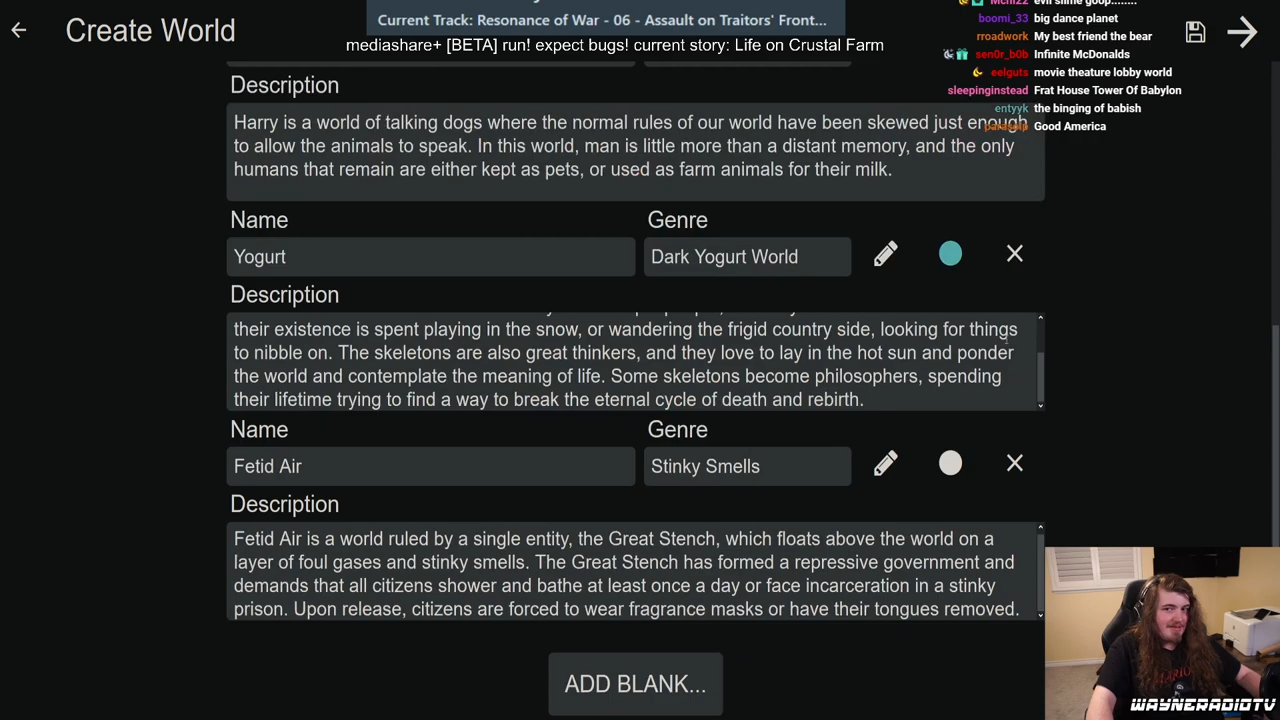 Create World
Current Track: Resonance of War - 06 - Assault on Traitors' Front...
mediashare+ [BETA] run! expect bugs! current story: Life on Crustal Farm
Mchi22 evil slime goop........
boomi_33 big dance planet
rroadwork My best friend the bear
sen0r_b0b Infinite McDonalds
eelguts movie theature lobby world
sleepinginstead Frat House Tower Of Babylon
entyyk the binging of babish
Good America
Description
Harry is a world of talking dogs where the normal rules of our world have been skewed just enough
to allow the animals to speak. In this world, man is little more than a distant memory, and the only
humans that remain are either kept as pets, or used as farm animals for their milk.
Name
Genre
Yogurt
Dark Yogurt World
Description
their existence is spent playing in the snow, or wandering the frigid country side, looking for things
to nibble on. The skeletons are also great thinkers, and they love to lay in the hot sun and ponder
the world and contemplate the meaning of life. Some skeletons become philosophers, spending
their lifetime trying to find a way to break the eternal cycle of death and rebirth.
Name
Genre
Fetid Air
Stinky Smells
Description
Fetid Air is a world ruled by a single entity, the Great Stench, which floats above the world on a
layer of foul gases and stinky smells. The Great Stench has formed a repressive government and
demands that all citizens shower and bathe at least once a day or face incarceration in a stinky
prison. Upon release, citizens are forced to wear fragrance masks or have their tongues removed.
ADD BLANK...
WAYNERADIOTV